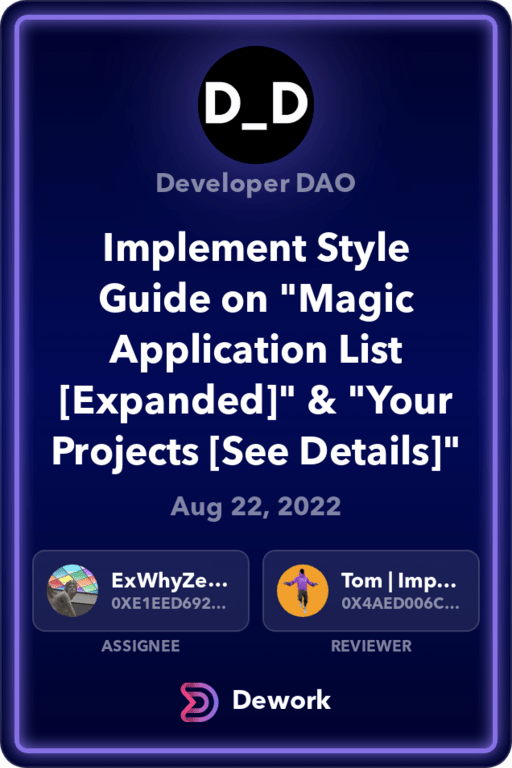 D_D
Developer DAO
Implement Style
Guide on "Magic
Application List
[Expanded]" & "Your
Projects [See Details]"
Aug 22, 2022
ExWhyZe...
0XE1EED692...
ASSIGNEE
Tom | Imp...
0X4AED006C...
REVIEWER
Dework